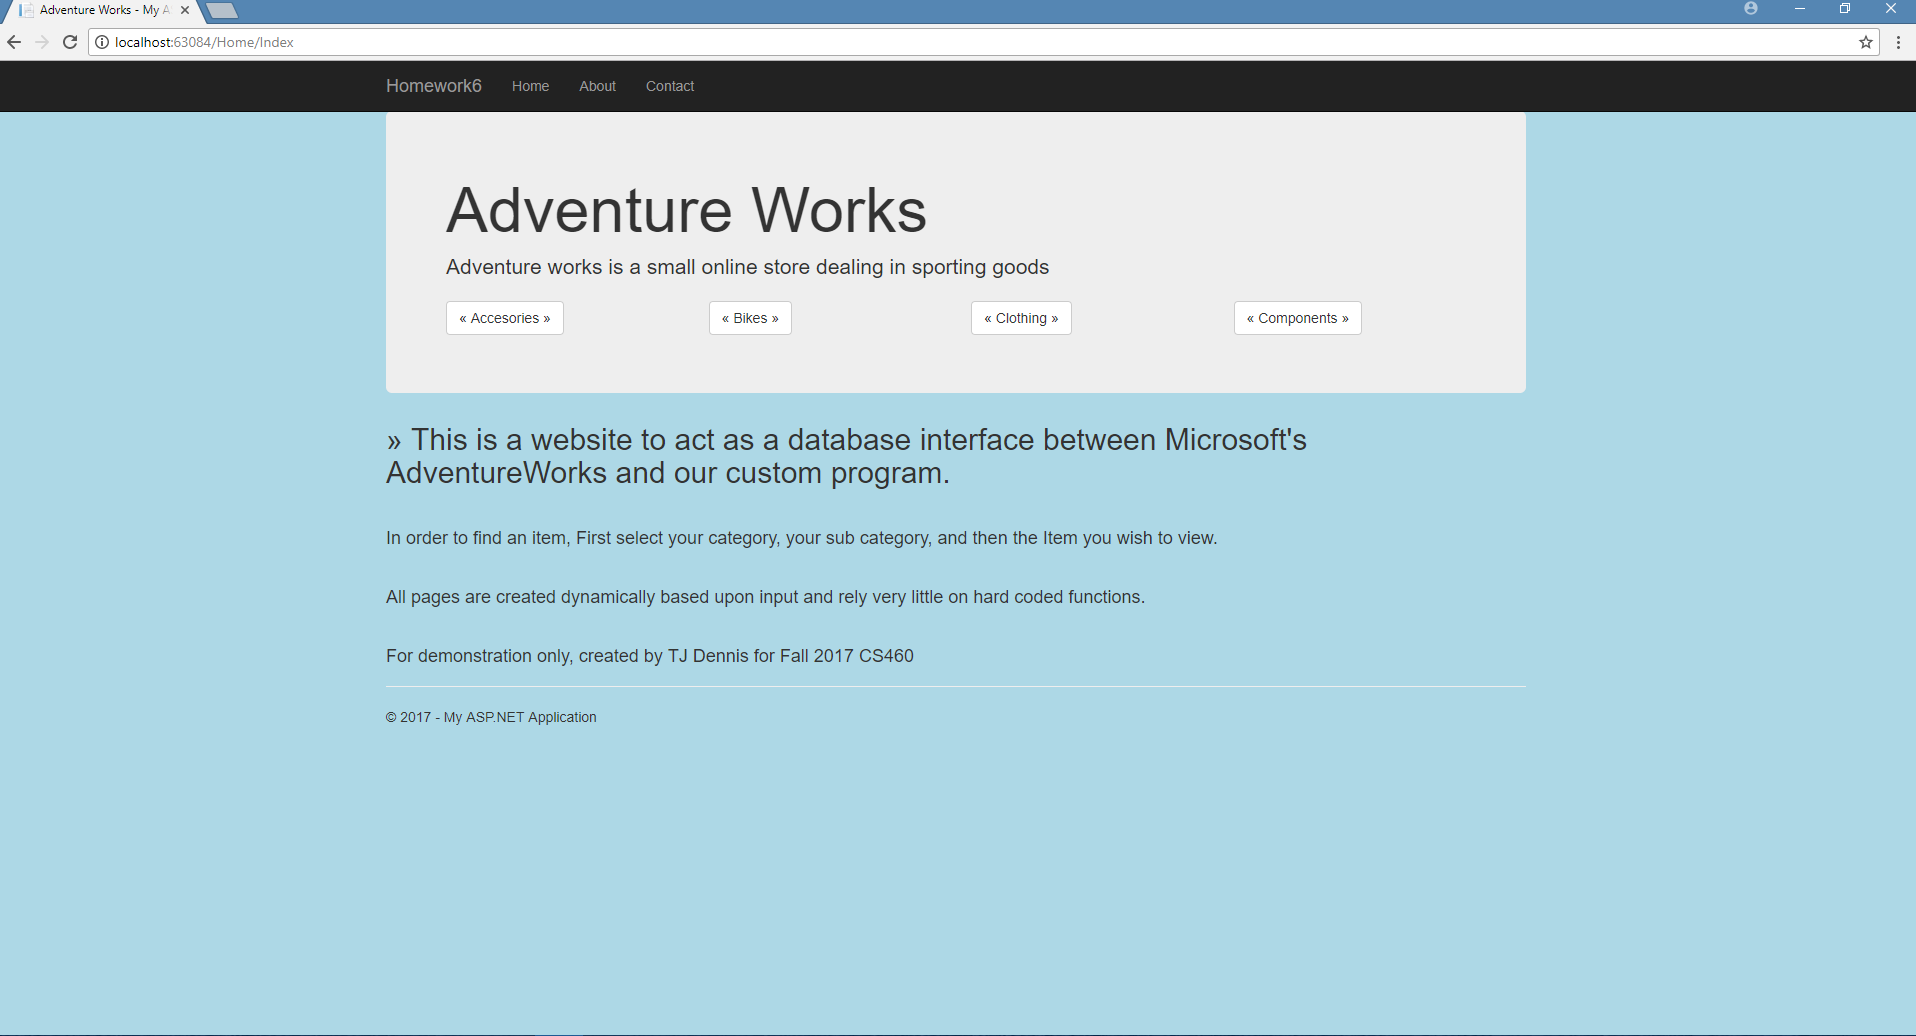 Adventure Works - My A
localhost:63084/Home/Index
Homework6 Home About Contact
Adventure Works
Adventure works is a small online store dealing in sporting goods
« Accesories » « Bikes » « Clothing » « Components »
» This is a website to act as a database interface between Microsoft's
AdventureWorks and our custom program.
In order to find an item, First select your category, your sub category, and then the Item you wish to view.
All pages are created dynamically based upon input and rely very little on hard coded functions.
For demonstration only, created by TJ Dennis for Fall 2017 CS460
© 2017 - My ASP.NET Application